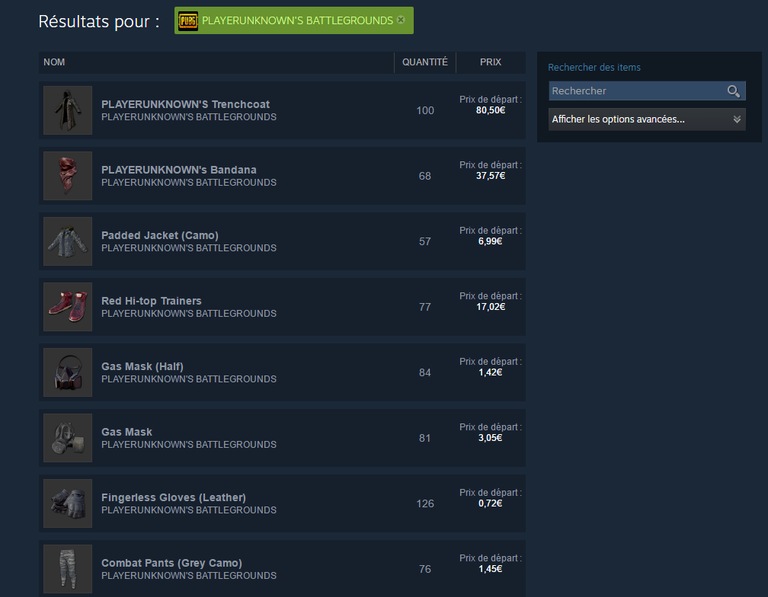 Résultats pour :
PUBG
PLAYERUNKNOWN'S BATTLEGROUNDS
NOM
QUANTITÉ
PRIX
PLAYERUNKNOWN'S Trenchcoat
PLAYERUNKNOWN'S BATTLEGROUNDS
100
Prix de départ :
80,50€
PLAYERUNKNOWN's Bandana
PLAYERUNKNOWN'S BATTLEGROUNDS
68
Prix de départ :
37,57€
Padded Jacket (Camo)
PLAYERUNKNOWN'S BATTLEGROUNDS
57
Prix de départ :
6,99€
Red Hi-top Trainers
PLAYERUNKNOWN'S BATTLEGROUNDS
77
Prix de départ :
17,02€
Gas Mask (Half)
PLAYERUNKNOWN'S BATTLEGROUNDS
84
Prix de départ :
1,42€
Gas Mask
PLAYERUNKNOWN'S BATTLEGROUNDS
81
Prix de départ :
3,05€
Fingerless Gloves (Leather)
PLAYERUNKNOWN'S BATTLEGROUNDS
126
Prix de départ :
0,72€
Combat Pants (Grey Camo)
PLAYERUNKNOWN'S BATTLEGROUNDS
76
Prix de départ :
1,45€
Rechercher des items
Rechercher
Afficher les options avancées...